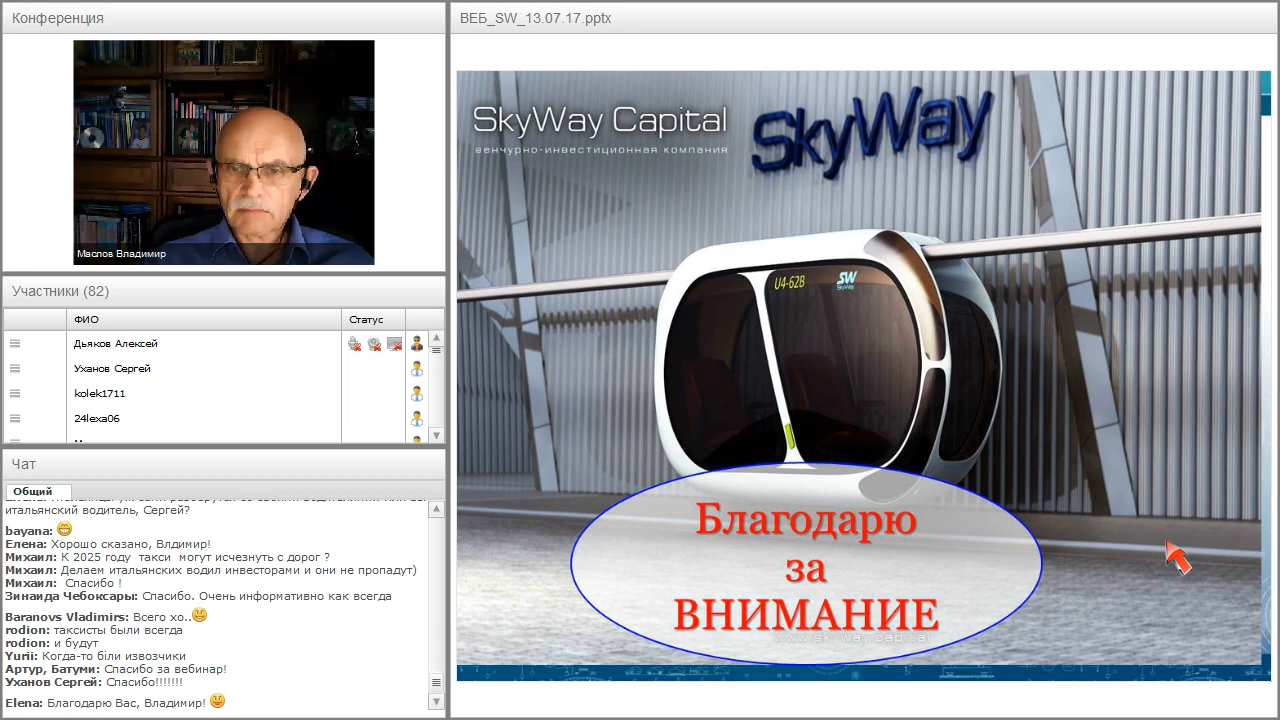 Конференция
Маслов Владимир
Участники (82)
ФИО
Статус
Дьяков Алексей
Уханов Сергей
kolek1711
24lexa06
Чат
Общий
итальянский водитель, Сергей?
bayana:
Елена: Хорошо сказано, Влдимир!
Михаил: К 2025 году такси могут исчезнуть с дорог ?
Михаил: Делаем итальянских водил инвесторами и они не пропадут)
Михаил: Спасибо !
Зинаида Чебоксары: Спасибо. Очень информативно как всегда
Baranovs Vladimirs: Всего хо..
rodion: таксисты были всегда
rodion: и будут ..
Yurii: Когда-то біли извозчики
Артур, Батуми: Спасибо за вебинар!
Уханов Сергей: Спасибо!!!!!!!
Elena: Благодарю Вас, Владимир!
ВЕБ_SW_13.07.17.pptx
SkyWay Capital
венчурно-инвестиционная компания
SkyWay
U4-62B
SW
SkyWay
Благодарю
за
ВНИМАНИЕ
www.skyway.capital